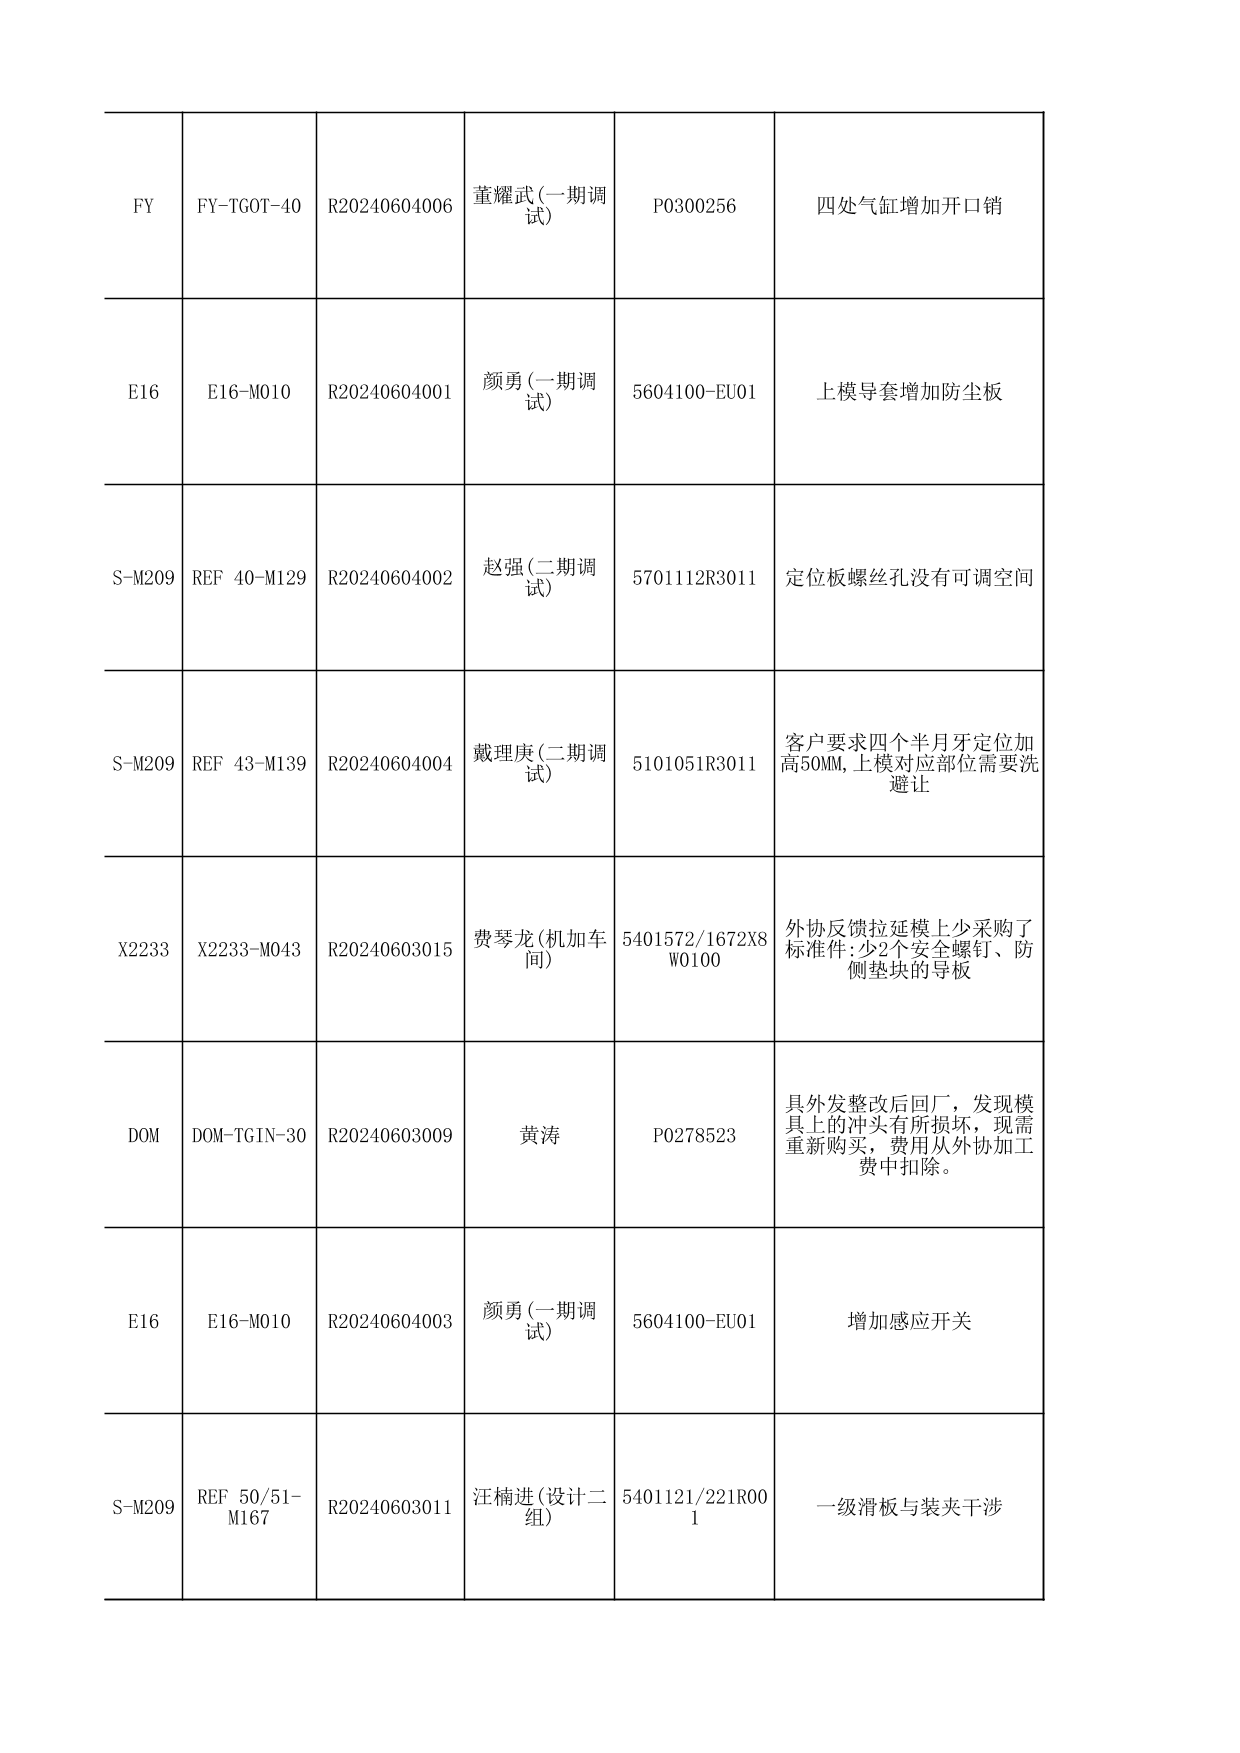 FY FY-TGOT-40 R20240604006 董耀武(一期调
试) P0300256 四处气缸增加开口销
E16 E16-M010 R20240604001 颜勇(一期调
试) 5604100-EU01 上模导套增加防尘板
S-M209 REF 40-M129 R20240604002 赵强(二期调
试) 5701112R3011 定位板螺丝孔没有可调空间
S-M209 REF 43-M139 R20240604004 戴理庚(二期调
试) 5101051R3011 客户要求四个半月牙定位加
高50MM,上模对应部位需要洗
避让
X2233 X2233-M043 R20240603015 费琴龙(机加车
间) 5401572/1672X8
W0100 外协反馈拉延模上少采购了
标准件:少2个安全螺钉、防
侧垫块的导板
DOM DOM-TGIN-30 R20240603009 黄涛 P0278523 具外发整改后回厂，发现模
具上的冲头有所损坏，现需
重新购买，费用从外协加工
费中扣除。
E16 E16-M010 R20240604003 颜勇(一期调
试) 5604100-EU01 增加感应开关
S-M209 REF 50/51-
M167 R20240603011 汪楠进(设计二
组) 5401121/221R00
1 一级滑板与装夹干涉